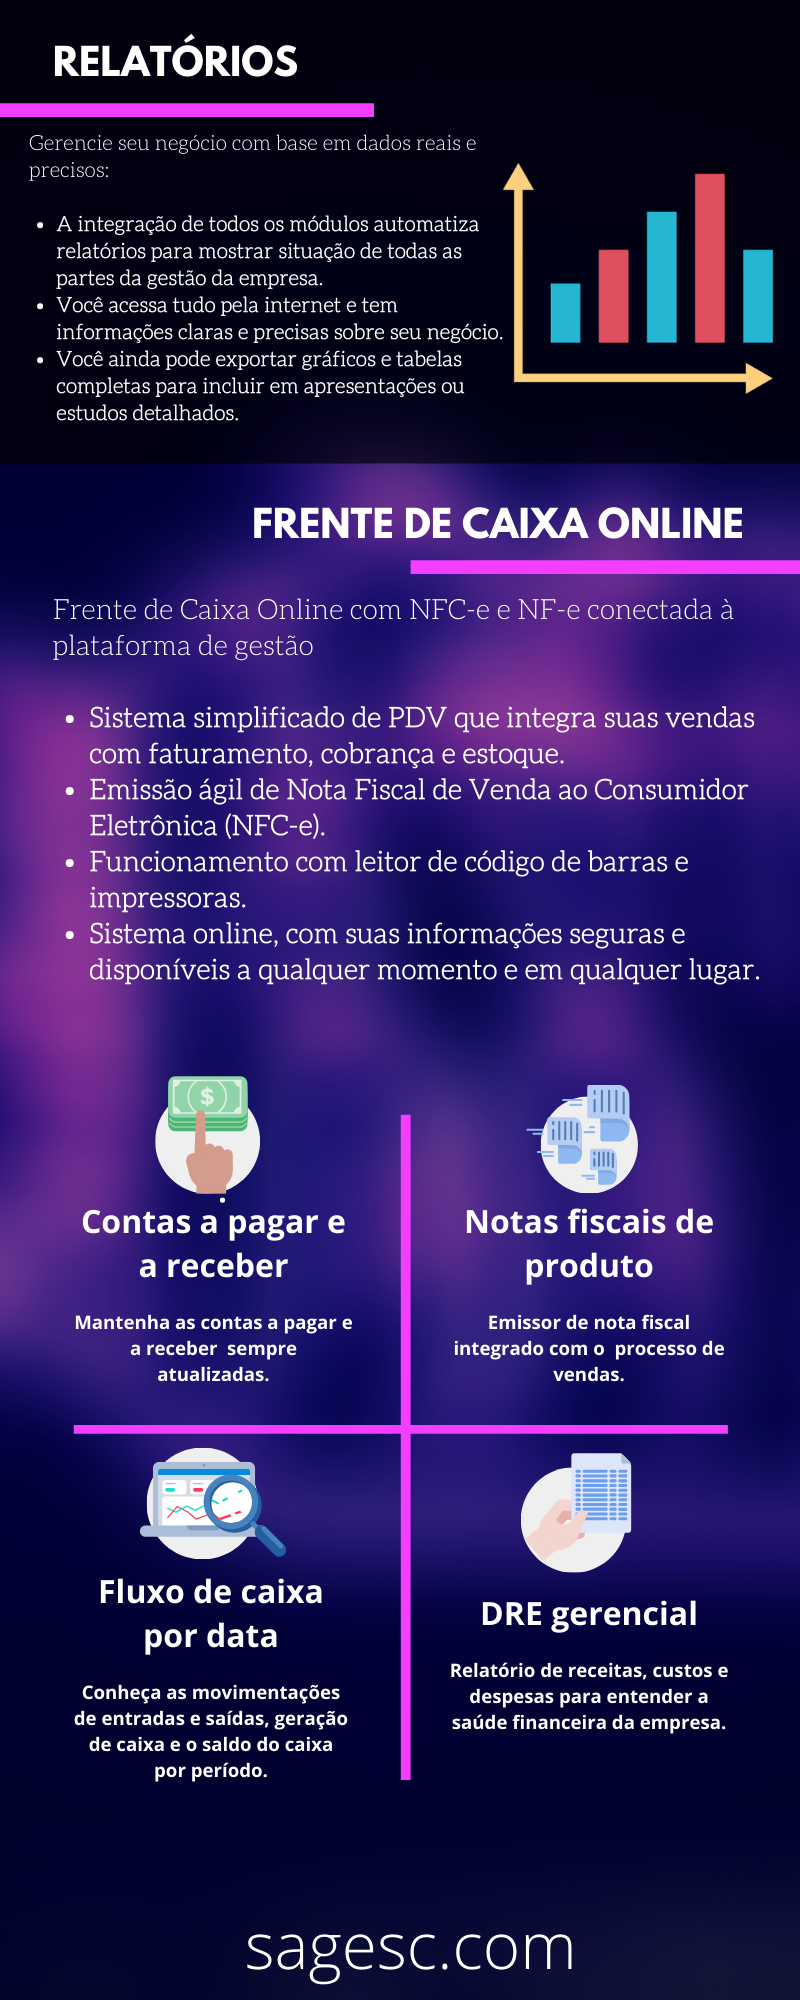 RELATÓRIOS
Gerencie seu negócio com base em dados reais e
precisos:
• A integração de todos os módulos automatiza
relatórios para mostrar situação de todas as
partes da gestão da empresa.
• Você acessa tudo pela internet e tem
informações claras e precisas sobre seu negócio.
• Você ainda pode exportar gráficos e tabelas
completas para incluir em apresentações ou
estudos detalhados.
FRENTE DE CAIXA ONLINE
Frente de Caixa Online com NFC-e e NF-e conectada à
plataforma de gestão
• Sistema simplificado de PDV que integra suas vendas
com faturamento, cobrança e estoque.
• Emissão ágil de Nota Fiscal de Venda ao Consumidor
Eletrônica (NFC-e).
• Funcionamento com leitor de código de barras e
impressoras.
• Sistema online, com suas informações seguras e
disponíveis a qualquer momento e em qualquer lugar.
$
Contas a pagar e
a receber
Mantenha as contas a pagar e
a receber sempre
atualizadas.
Notas fiscais de
produto
Emissor de nota fiscal
integrado com o processo de
vendas.
Fluxo de caixa
por data
Conheça as movimentações
de entradas e saídas, geração
de caixa e o saldo do caixa
por período.
DRE gerencial
Relatório de receitas, custos e
despesas para entender a
saúde financeira da empresa.
sagesc.com